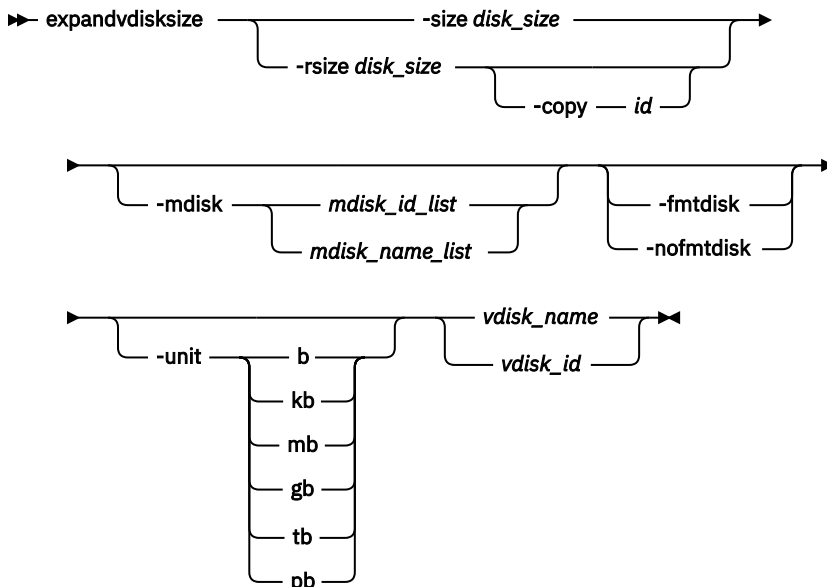 expandvdisksize -size disk_size
-rsize disk_size
-copy id
-mdisk mdisk_id_list
mdisk_name_list
-fmtdisk
-nofmtdisk
-unit b
kb
mb
gb
tb
pb
vdisk_name
vdisk_id